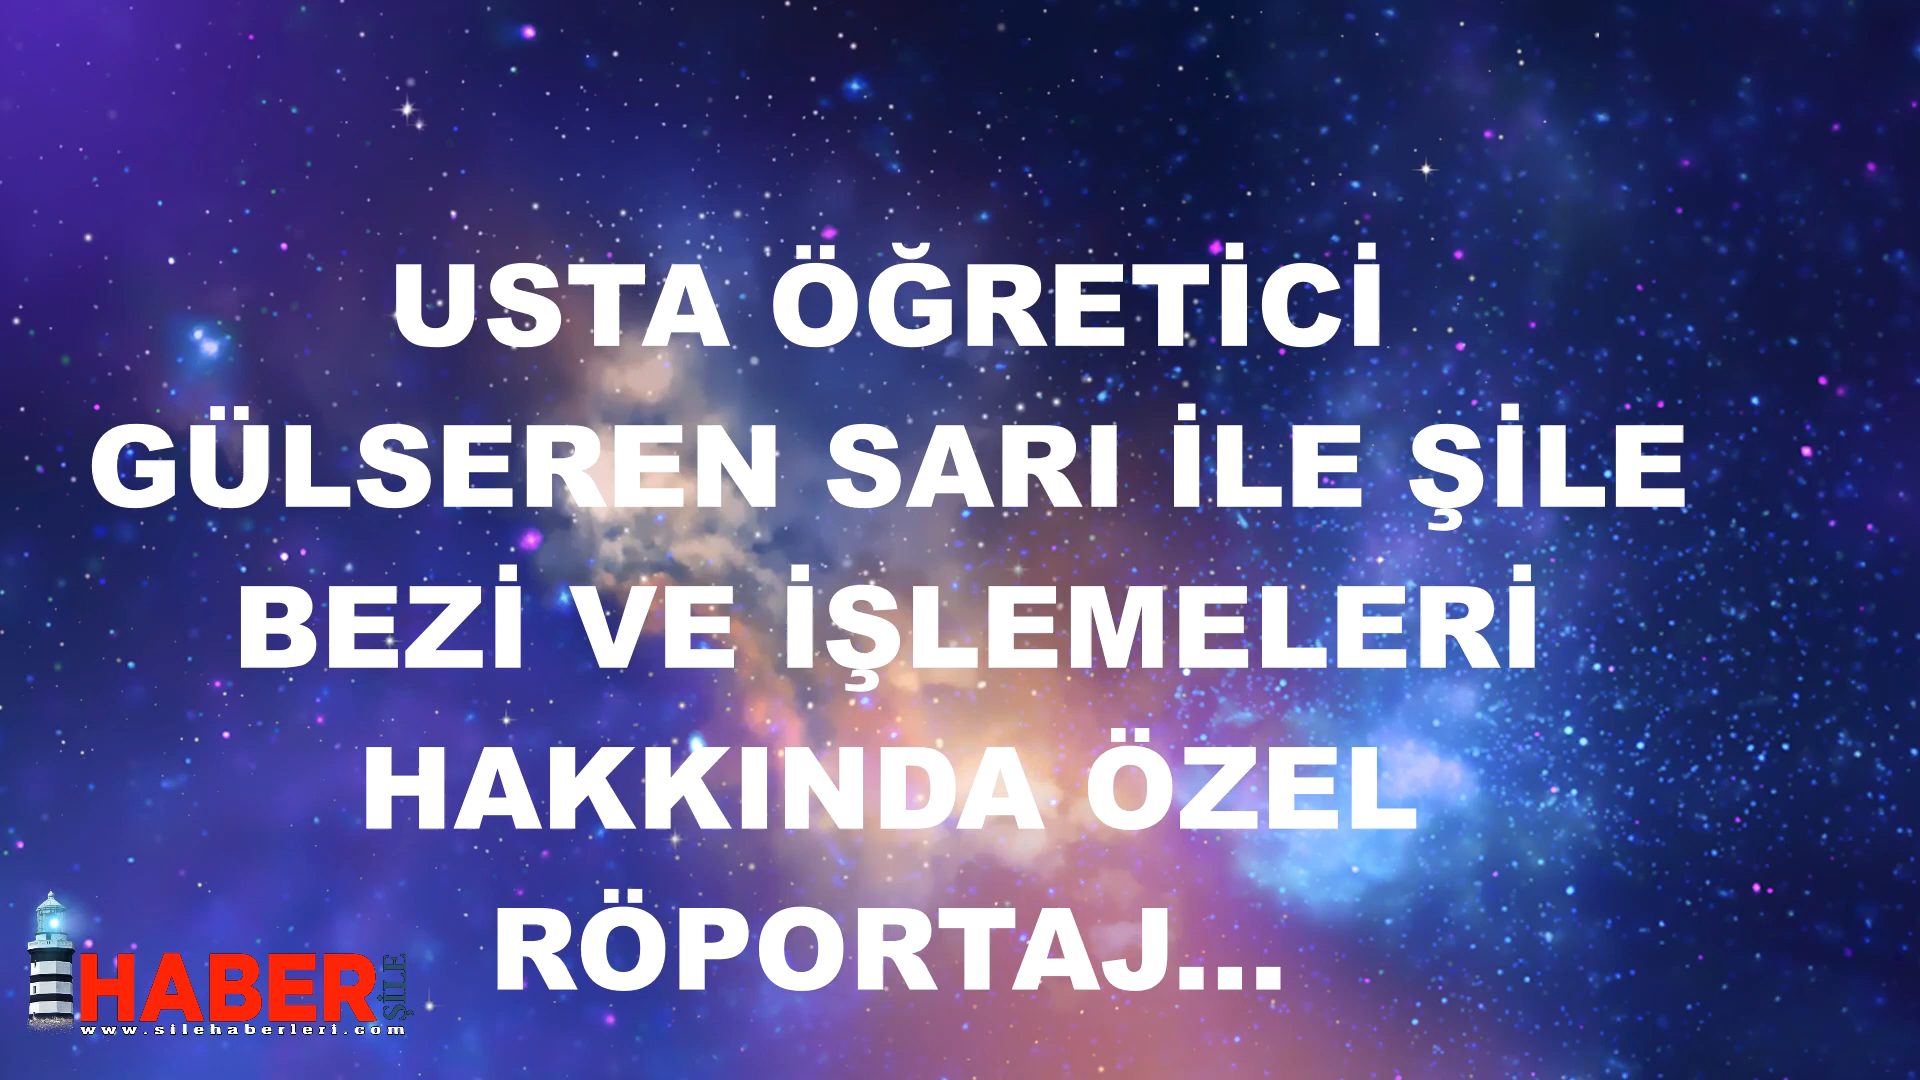 USTA ÖĞRETİCİ
GÜLSEREN SARI İLE ŞİLE
BEZİ VE İŞLEMELERİ
HAKKINDA ÖZEL
RÖPORTAJ...
HABER ŞİLE
www.silehaberleri.com